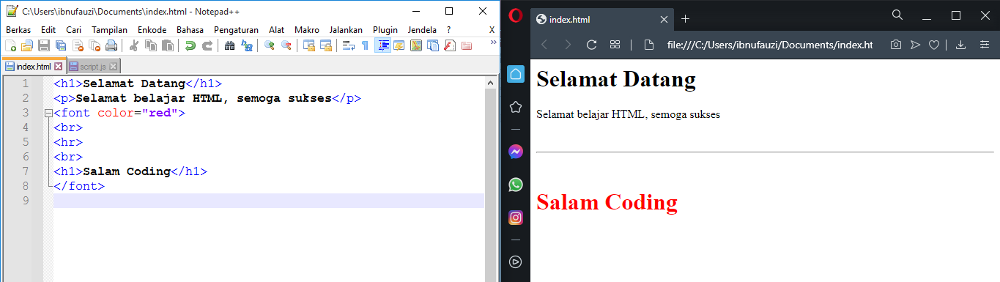 C:\Users\ibnufauzi\Documents\index.html - Notepad++
Berkas Edit Cari Tampilan Enkode Bahasa Pengaturan Alat Makro Jalankan Plugin Jendela ? X
index.html script.js
1 <h1>Selamat Datang</h1>
2 <p>Selamat belajar HTML, semoga sukses</p>
3 <font color="red">
4 <br>
5 <hr>
6 <br>
7 <h1>Salam Coding</h1>
8 </font>
9
index.html
file:///C:/Users/ibnufauzi/Documents/index.ht
Selamat Datang
Selamat belajar HTML, semoga sukses
Salam Coding